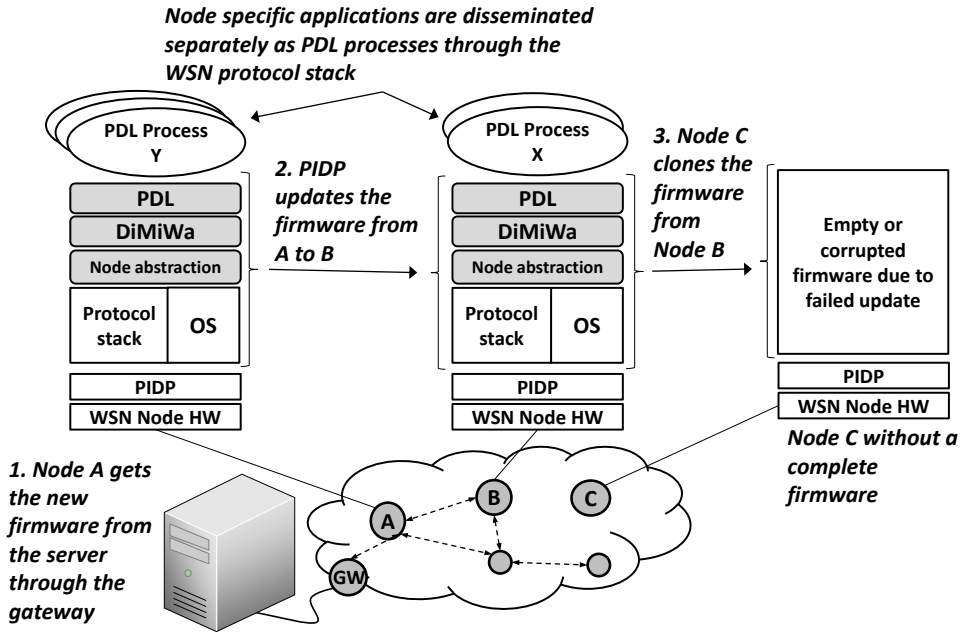 Node specific applications are disseminated
separately as PDL processes through the
WSN protocol stack
PDL Process
Y
PDL
DiMiWa
Node abstraction
Protocol
stack
OS
PIDP
WSN Node HW
2. PIDP
updates the
firmware from
A to B
PDL Process
X
PDL
DiMiWa
Node abstraction
Protocol
stack
OS
PIDP
WSN Node HW
3. Node C
clones the
firmware
from
Node B
Empty or
corrupted
firmware due to
failed update
PIDP
WSN Node HW
Node C without a
complete
firmware
1. Node A gets
the new
firmware from
the server
through the
gateway
A
B
C
GW